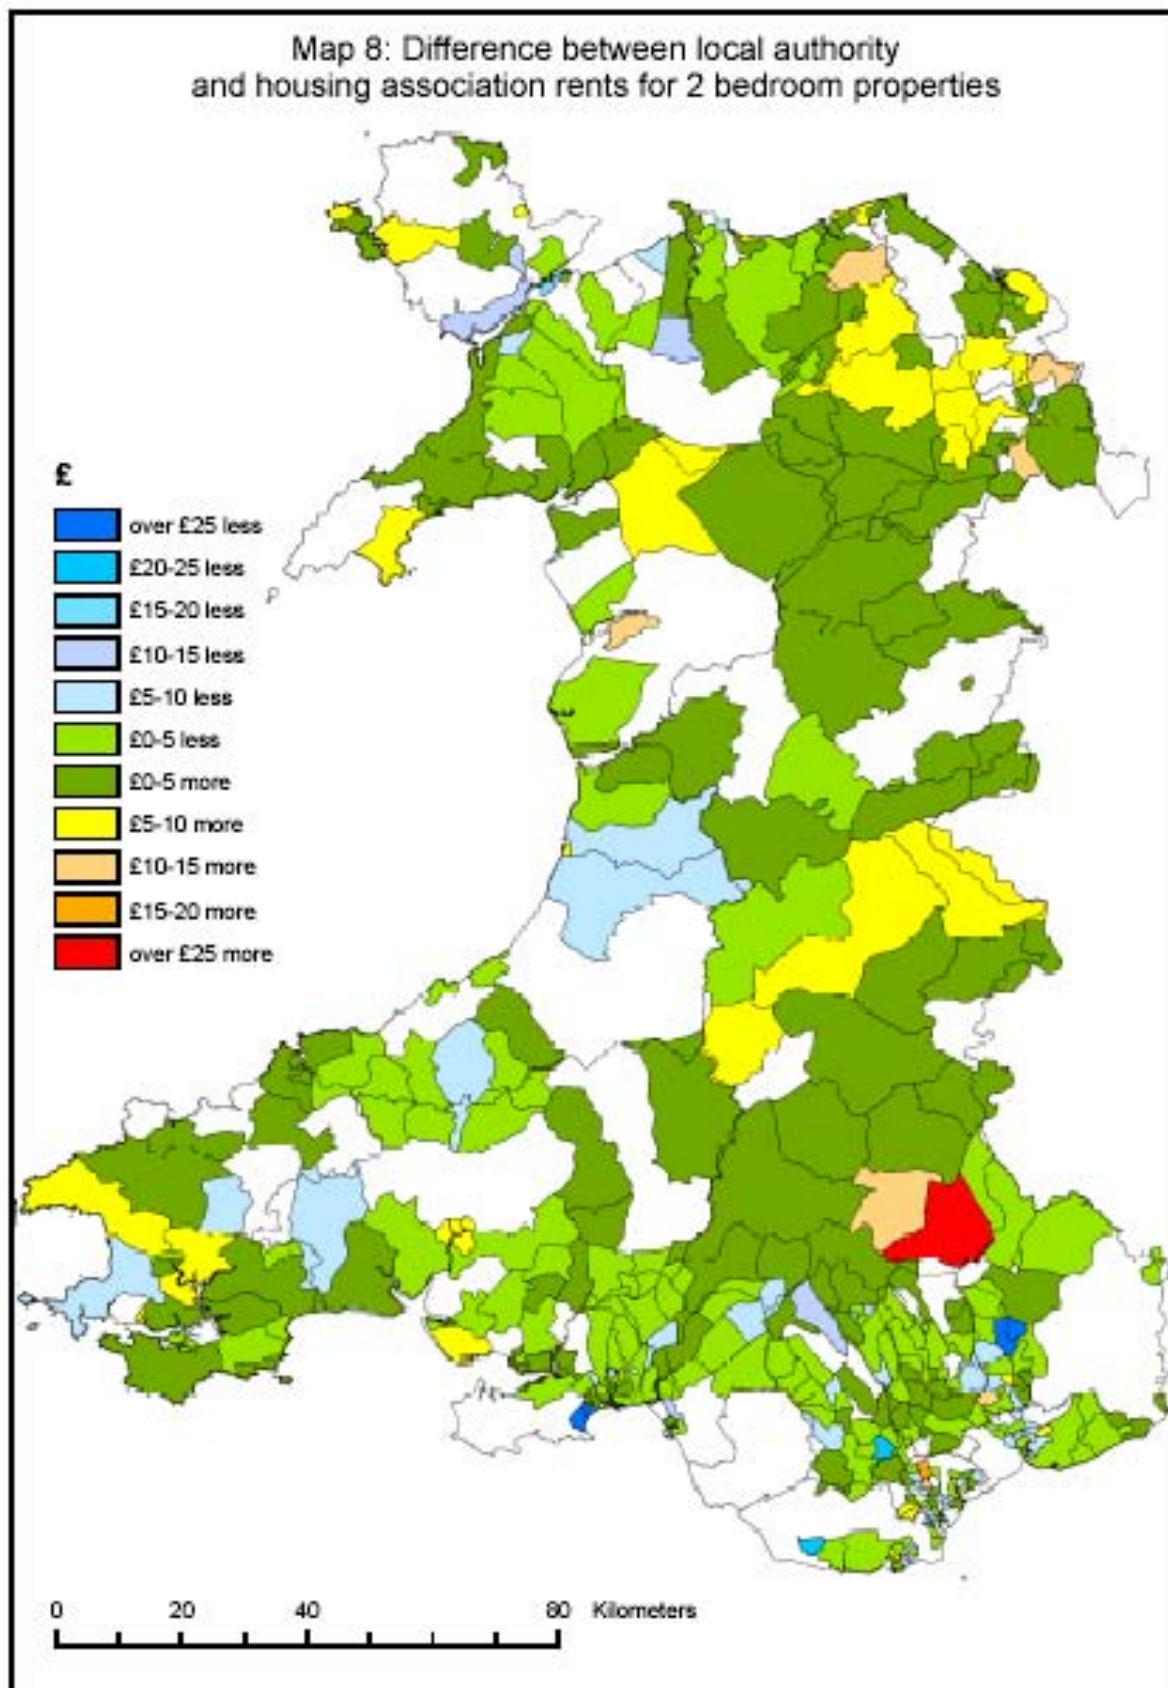 Map 8: Difference between local authority
and housing association rents for 2 bedroom properties
£
over £25 less
£20-25 less
£15-20 less
£10-15 less
£5-10 less
£0-5 less
£0-5 more
£5-10 more
£10-15 more
£15-20 more
over £25 more
0 20 40 80 Kilometers